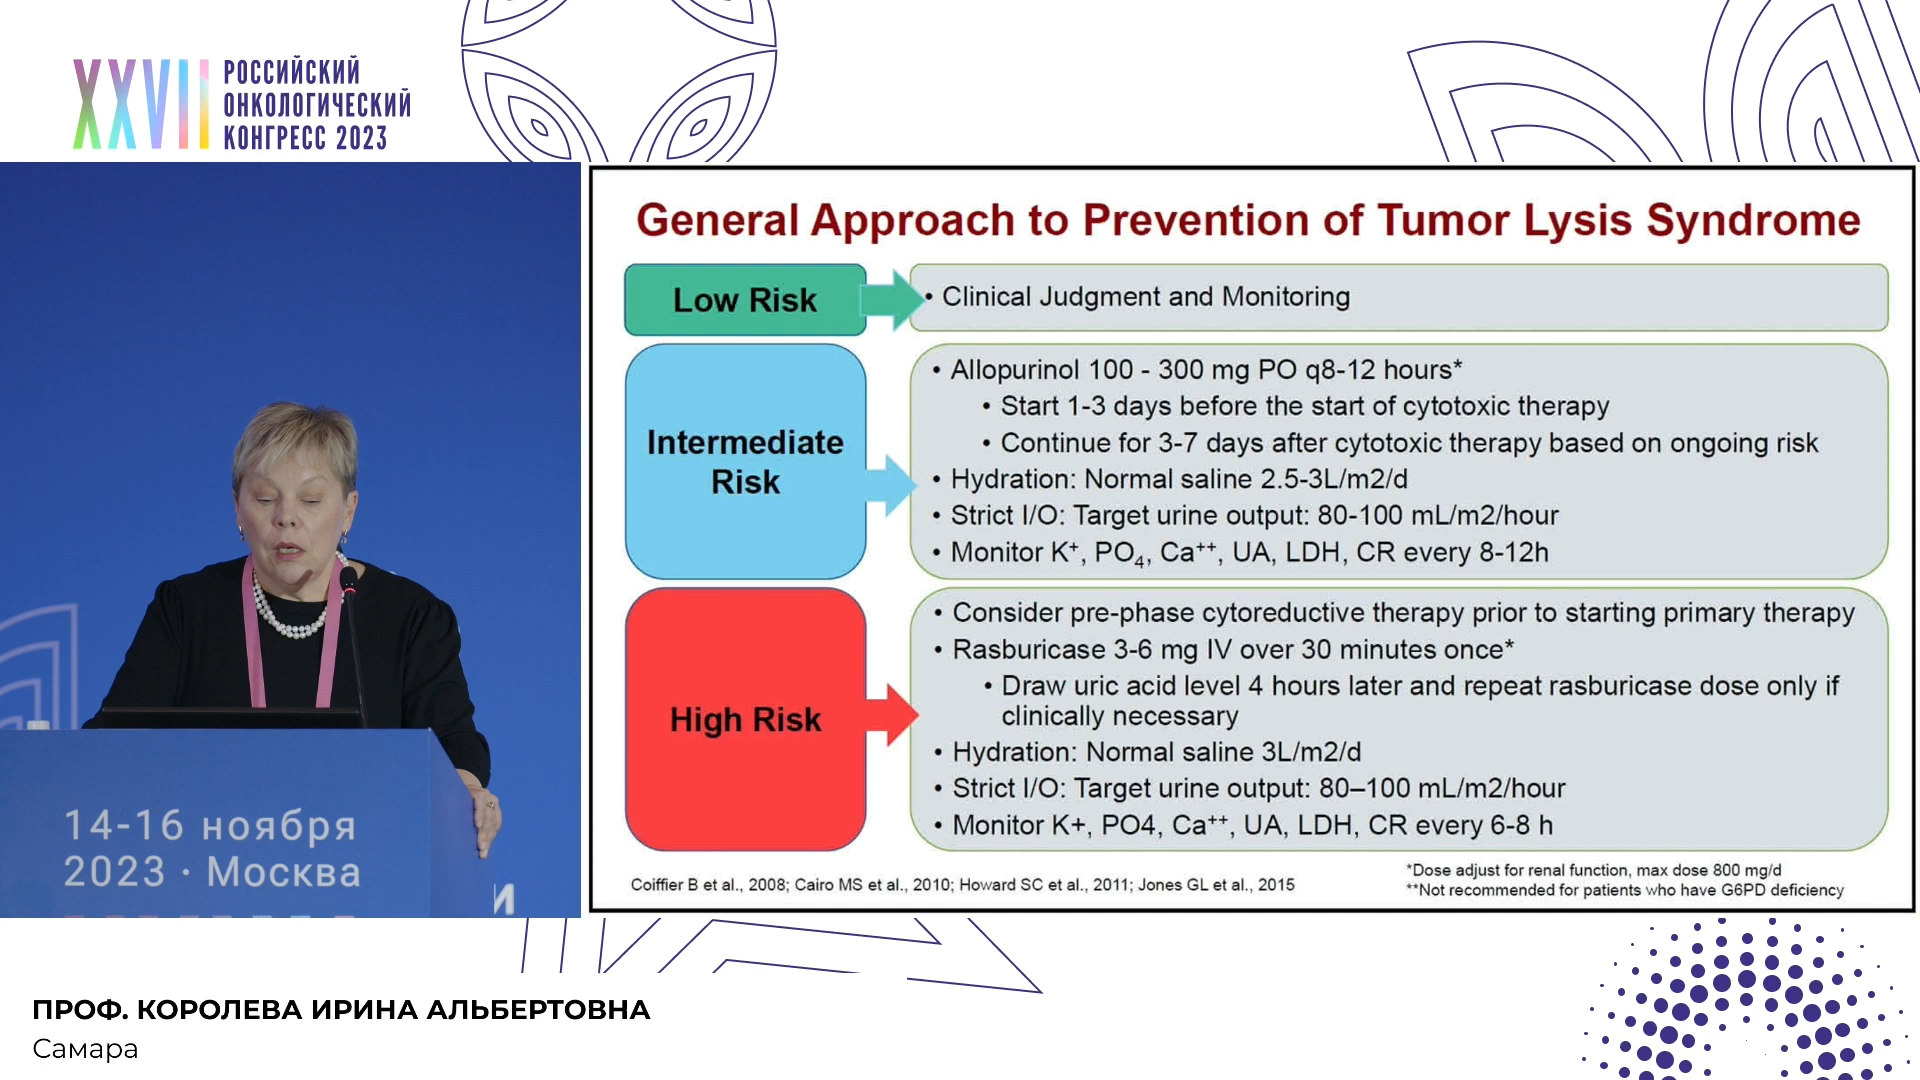 XXVII РОССИЙСКИЙ
ОНКОЛОГИЧЕСКИЙ
КОНГРЕСС 2023
14-16 ноября
2023 · Москва
И
General Approach to Prevention of Tumor Lysis Syndrome
Low Risk
• Clinical Judgment and Monitoring
Intermediate
Risk
• Allopurinol 100 - 300 mg PO q8-12 hours*
• Start 1-3 days before the start of cytotoxic therapy
• Continue for 3-7 days after cytotoxic therapy based on ongoing risk
• Hydration: Normal saline 2.5-3L/m2/d
• Strict I/O: Target urine output: 80-100 mL/m2/hour
• Monitor K⁺, PO₄, Ca⁺⁺, UA, LDH, CR every 8-12h
High Risk
• Consider pre-phase cytoreductive therapy prior to starting primary therapy
• Rasburicase 3-6 mg IV over 30 minutes once*
• Draw uric acid level 4 hours later and repeat rasburicase dose only if
clinically necessary
• Hydration: Normal saline 3L/m2/d
• Strict I/O: Target urine output: 80–100 mL/m2/hour
• Monitor K+, PO4, Ca⁺⁺, UA, LDH, CR every 6-8 h
Coiffier B et al., 2008; Cairo MS et al., 2010; Howard SC et al., 2011; Jones GL et al., 2015
*Dose adjust for renal function, max dose 800 mg/d
**Not recommended for patients who have G6PD deficiency
ПРОФ. КОРОЛЕВА ИРИНА АЛЬБЕРТОВНА
Самара